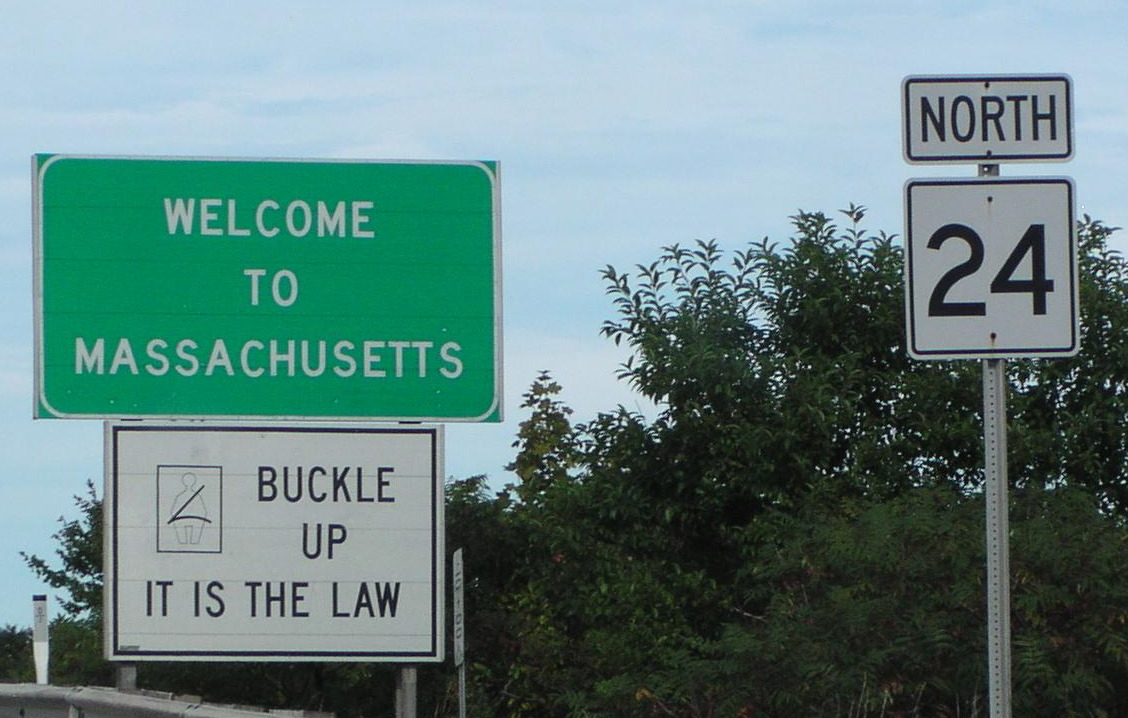 WELCOME
TO
MASSACHUSETTS
BUCKLE
UP
IT IS THE LAW
NORTH
24